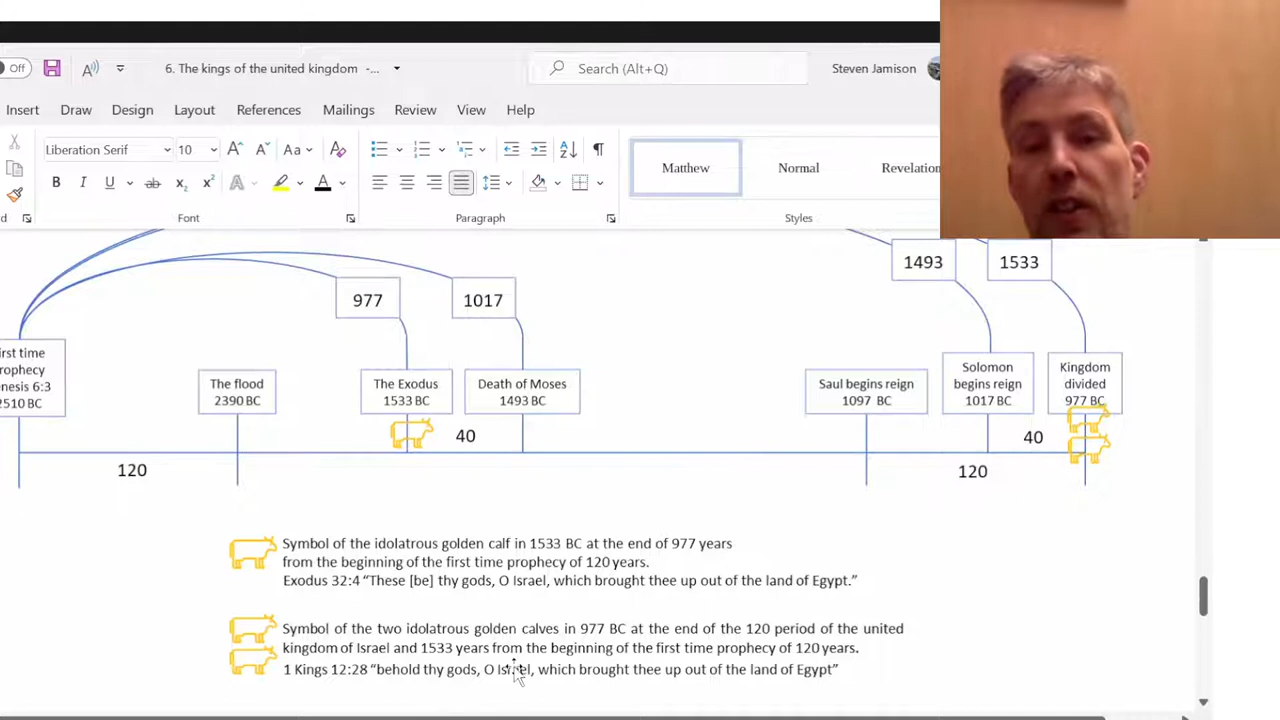 Off
6. The kings of the united kingdom -...
Search (Alt+Q)
Steven Jamison
Insert Draw Design Layout References Mailings Review View Help
Liberation Serif 10 Aa
Matthew Normal Revelation
B I U ab x₂ x² A A
Font Paragraph Styles
1493 1533
977 1017
prophecy
2510 BC
The flood
2390 BC
The Exodus
1533 BC
Death of Moses
1493 BC
Saul begins reign
1097 BC
Solomon
begins reign
1017 BC
Kingdom
divided
977 BC
40 40
120 120
Symbol of the idolatrous golden calf in 1533 BC at the end of 977 years
from the beginning of the first time prophecy of 120 years.
Exodus 32:4 “These [be] thy gods, O Israel, which brought thee up out of the land of Egypt.”
Symbol of the two idolatrous golden calves in 977 BC at the end of the 120 period of the united
kingdom of Israel and 1533 years from the beginning of the first time prophecy of 120 years.
1 Kings 12:28 “behold thy gods, O Israel, which brought thee up out of the land of Egypt”